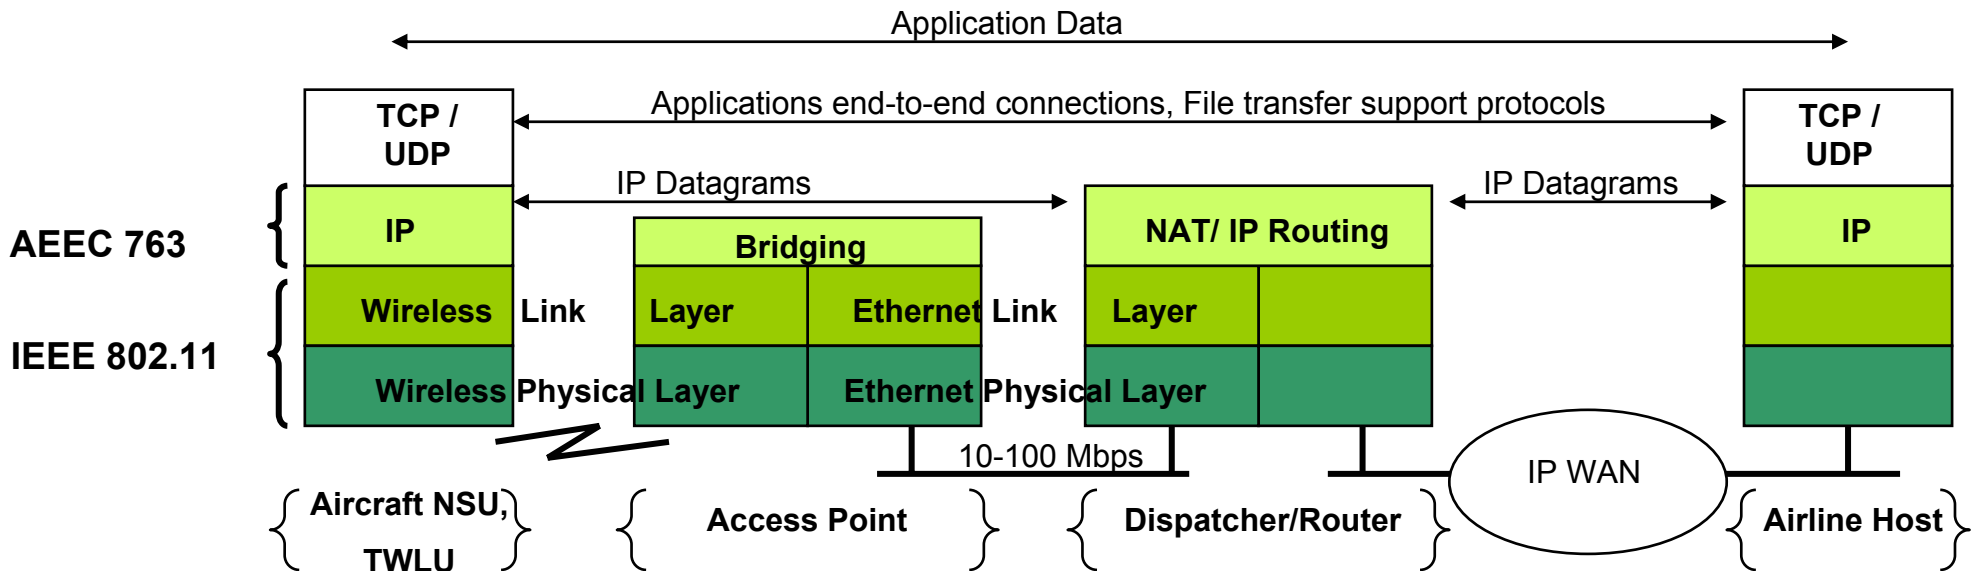 Application Data
Applications end-to-end connections, File transfer support protocols
TCP /
UDP
TCP /
UDP
IP Datagrams
IP Datagrams
AEEC 763
IP
Bridging
NAT/ IP Routing
IP
IEEE 802.11
Wireless Link Layer
Ethernet Link Layer
Wireless Physical Layer
Ethernet Physical Layer
10-100 Mbps
IP WAN
Aircraft NSU,
TWLU
Access Point
Dispatcher/Router
Airline Host